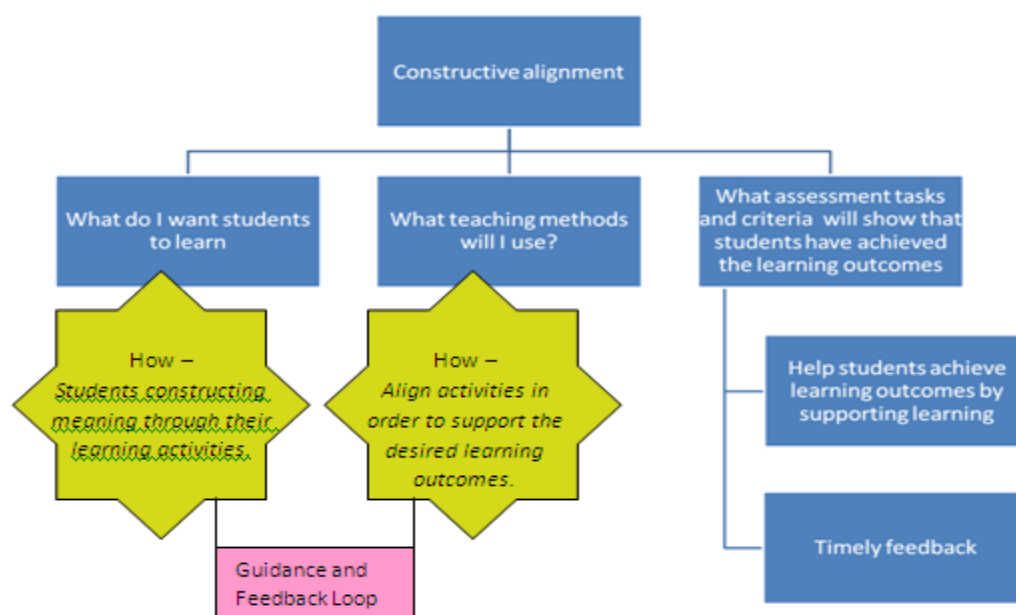 Constructive alignment
What do I want students
to learn
What teaching methods
will I use?
What assessment tasks
and criteria will show that
students have achieved
the learning outcomes
How –
Students constructing
meaning through their
learning activities.
How –
Align activities in
order to support the
desired learning
outcomes.
Help students achieve
learning outcomes by
supporting learning
Timely feedback
Guidance and
Feedback Loop